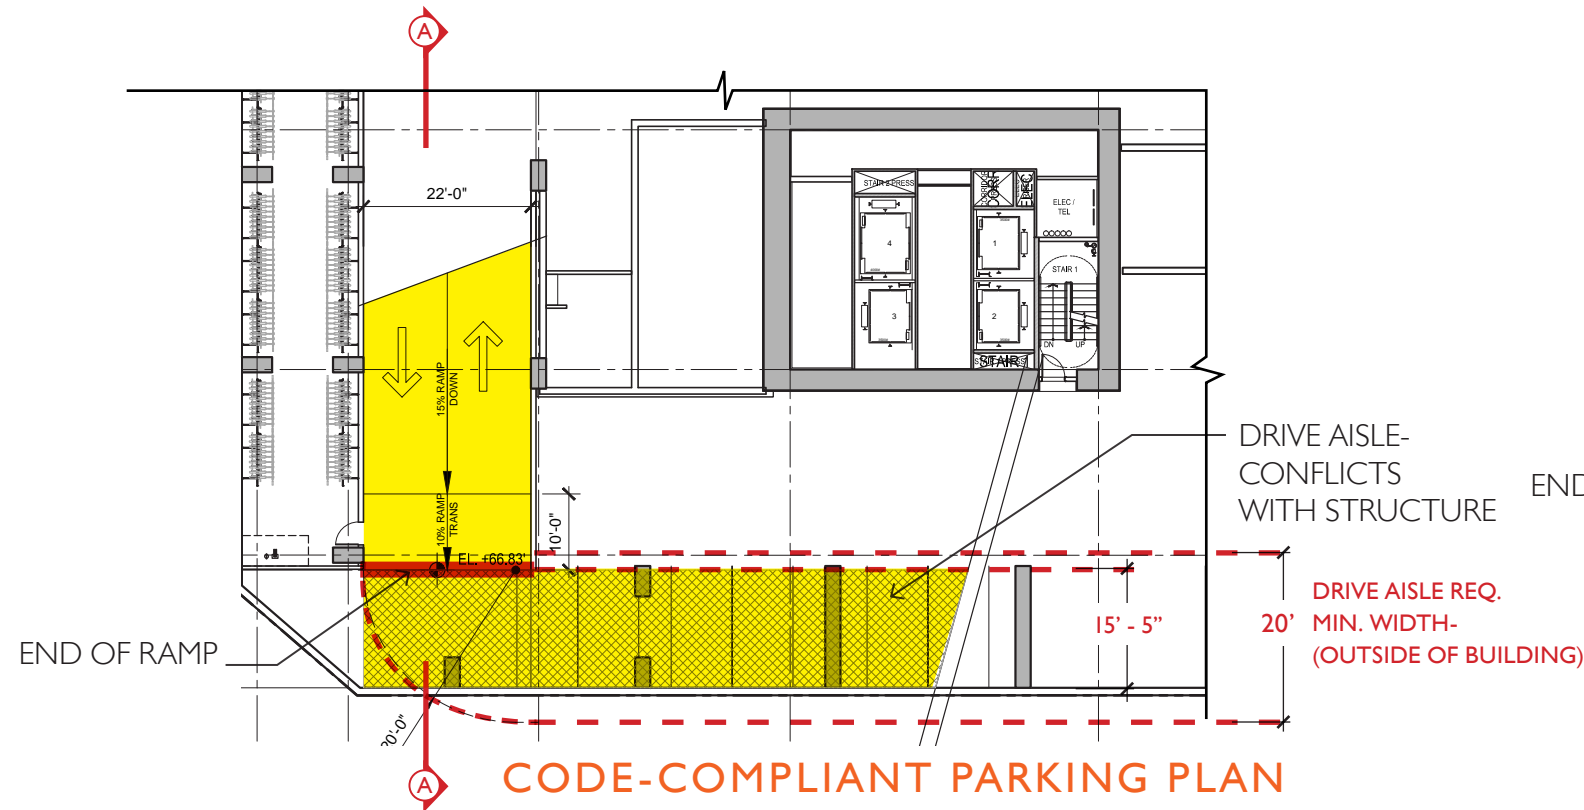 A
22'-0"
STAIR 2 PRESS
ELEC
ELEC /
TEL
4
1
STAIR 1
3
2
DN
UP
STAIR 1
15% RAMP
DOWN
10% RAMP
TRANS
10'-0"
EL. +66.83'
DRIVE AISLE-
CONFLICTS
WITH STRUCTURE
END
END OF RAMP
15' - 5"
20'
DRIVE AISLE REQ.
MIN. WIDTH-
(OUTSIDE OF BUILDING)
20'-0"
A
CODE-COMPLIANT PARKING PLAN